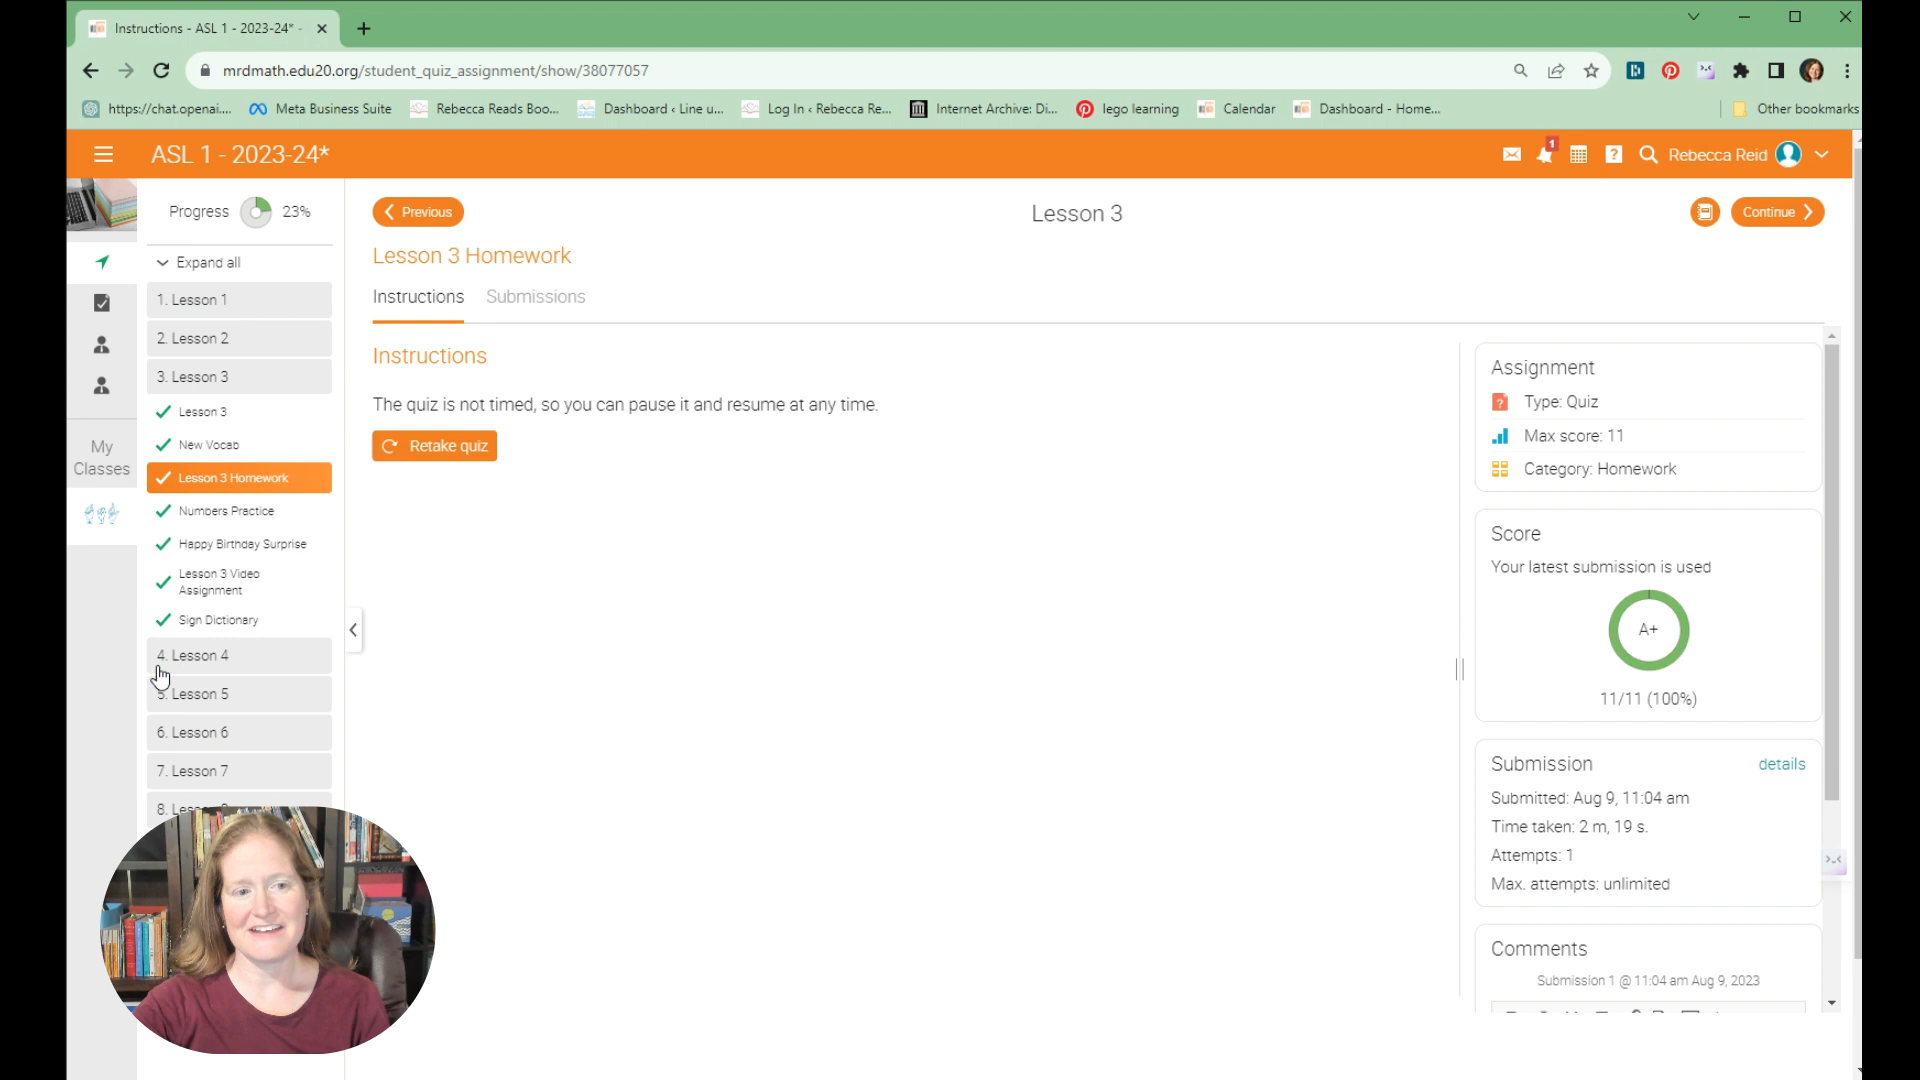 Instructions - ASL 1 - 2023-24* -
mrdmath.edu20.org/student_quiz_assignment/show/38077057
https://chat.openai.... Meta Business Suite Rebecca Reads Boo... Dashboard ‹ Line u... Log In ‹ Rebecca Re... Internet Archive: Di... lego learning Calendar Dashboard - Home... Other bookmarks
ASL 1 - 2023-24*
1
Rebecca Reid
Progress 23%
Expand all
1. Lesson 1
2. Lesson 2
3. Lesson 3
Lesson 3
New Vocab
Lesson 3 Homework
Numbers Practice
Happy Birthday Surprise
Lesson 3 Video
Assignment
Sign Dictionary
4. Lesson 4
5. Lesson 5
6. Lesson 6
7. Lesson 7
8.
My
Classes
Previous
Lesson 3
Continue
Lesson 3 Homework
Instructions Submissions
Instructions
The quiz is not timed, so you can pause it and resume at any time.
Retake quiz
Assignment
Type: Quiz
Max score: 11
Category: Homework
Score
Your latest submission is used
A+
11/11 (100%)
Submission details
Submitted: Aug 9, 11:04 am
Time taken: 2 m, 19 s.
Attempts: 1
Max. attempts: unlimited
Comments
Submission 1 @ 11:04 am Aug 9, 2023